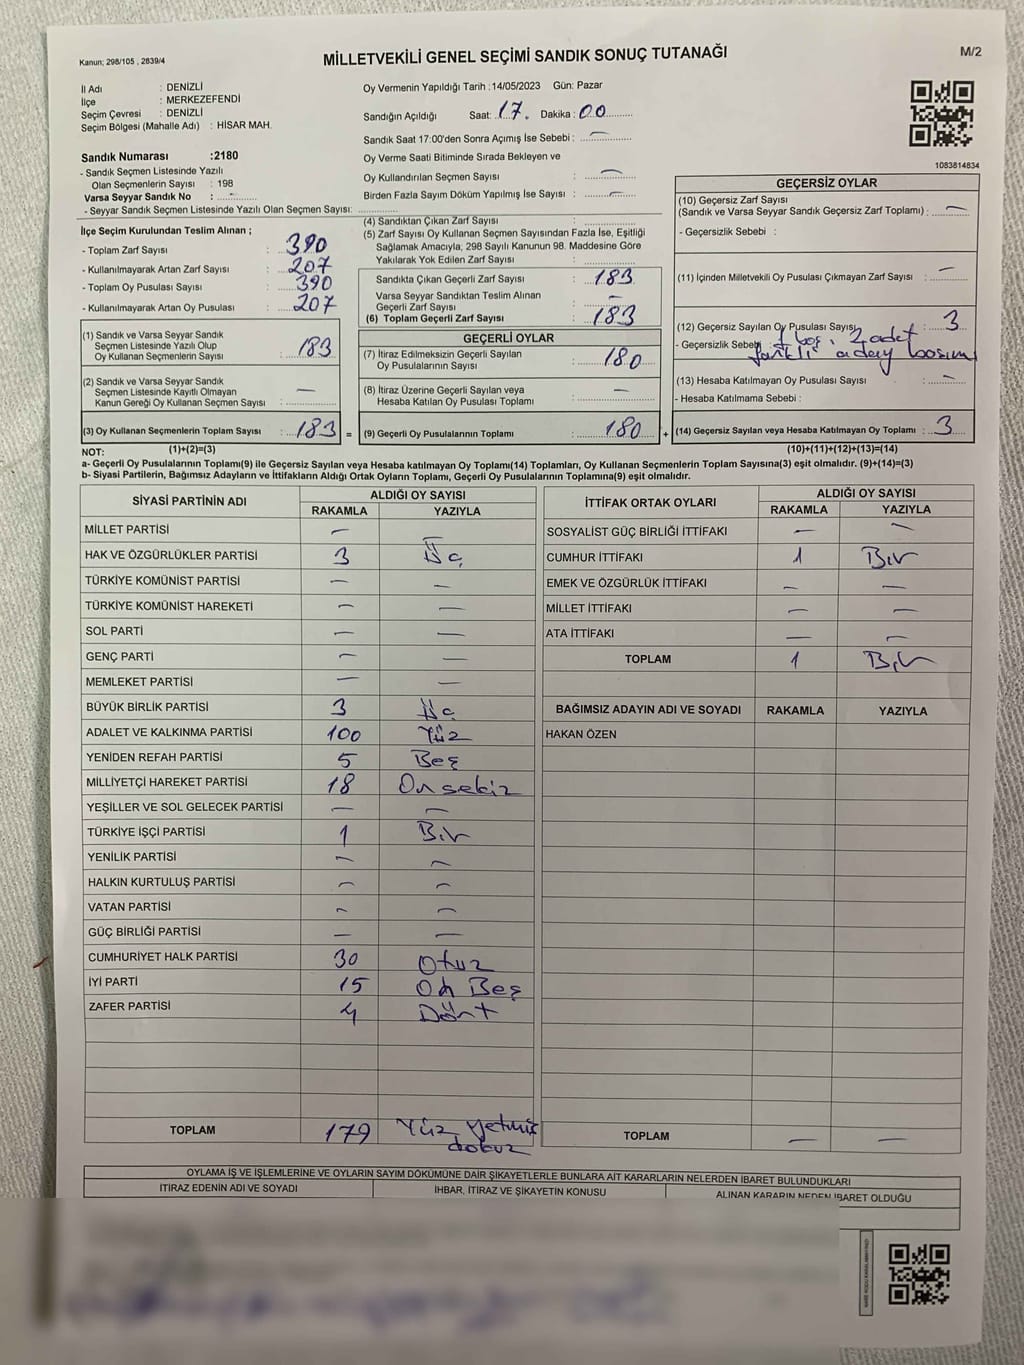 Kanun; 298/105 , 2839/4
MİLLETVEKİLİ GENEL SEÇİMİ SANDIK SONUÇ TUTANAĞI
M/2
İl Adı : DENİZLİ
İlçe : MERKEZEFENDİ
Seçim Çevresi : DENİZLİ
Seçim Bölgesi (Mahalle Adı) : HİSAR MAH.
Sandık Numarası :2180
- Sandık Seçmen Listesinde Yazılı
Olan Seçmenlerin Sayısı : 198
Varsa Seyyar Sandık No : -
- Seyyar Sandık Seçmen Listesinde Yazılı Olan Seçmen Sayısı:
Oy Vermenin Yapıldığı Tarih :14/05/2023 Gün: Pazar
Sandığın Açıldığı Saat: 17. Dakika : 00
Sandık Saat 17:00'den Sonra Açımış İse Sebebi : —
Oy Verme Saati Bitiminde Sırada Bekleyen ve
Oy Kullandırılan Seçmen Sayısı : —
Birden Fazla Sayım Döküm Yapılmış İse Sayısı : —
1083814834
İlçe Seçim Kurulundan Teslim Alınan ;
- Toplam Zarf Sayısı : 390
- Kullanılmayarak Artan Zarf Sayısı : 207
- Toplam Oy Pusulası Sayısı : 390
- Kullanılmayarak Artan Oy Pusulası : 207
(1) Sandık ve Varsa Seyyar Sandık
Seçmen Listesinde Yazılı Olup
Oy Kullanan Seçmenlerin Sayısı : 183
(2) Sandık ve Varsa Seyyar Sandık
Seçmen Listesinde Kayıtlı Olmayan
Kanun Gereği Oy Kullanan Seçmen Sayısı : —
(3) Oy Kullanan Seçmenlerin Toplam Sayısı : 183 =
(4) Sandıktan Çıkan Zarf Sayısı :
(5) Zarf Sayısı Oy Kullanan Seçmen Sayısından Fazla İse, Eşitliği
Sağlamak Amacıyla; 298 Sayılı Kanunun 98. Maddesine Göre
Yakılarak Yok Edilen Zarf Sayısı :
Sandıkta Çıkan Geçerli Zarf Sayısı : 183
Varsa Seyyar Sandıktan Teslim Alınan
Geçerli Zarf Sayısı : —
(6) Toplam Geçerli Zarf Sayısı : 183
GEÇERLİ OYLAR
(7) İtiraz Edilmeksizin Geçerli Sayılan
Oy Pusulasının Sayısı : 180
(8) İtiraz Üzerine Geçerli Sayılan veya
Hesaba Katılan Oy Pusulası Toplamı : —
(9) Geçerli Oy Pusulalarının Toplamı : 180 +
GEÇERSİZ OYLAR
(10) Geçersiz Zarf Sayısı
(Sandık ve Varsa Seyyar Sandık Geçersiz Zarf Toplamı) : —
- Geçersizlik Sebebi :
(11) İçinden Milletvekili Oy Pusulası Çıkmayan Zarf Sayısı : —
(12) Geçersiz Sayılan Oy Pusulası Sayısı : 3
- Geçersizlik Sebebi : 1 boş, 2 adet
farklı aday basım
(13) Hesaba Katılmayan Oy Pusulası Sayısı : —
- Hesaba Katılmama Sebebi :
(14) Geçersiz Sayılan veya Hesaba Katılmayan Oy Toplamı : 3
NOT: (1)+(2)=(3)
(10)+(11)+(12)+(13)=(14)
a- Geçerli Oy Pusulasının Toplamı(9) ile Geçersiz Sayılan veya Hesaba katılmayan Oy Toplamı(14) Toplamları, Oy Kullanan Seçmenlerin Toplam Sayısına(3) eşit olmalıdır. (9)+(14)=(3)
b- Siyasi Partilerin, Bağımsız Adayların ve İttifakların Aldığı Ortak Oyların Toplamı, Geçerli Oy Pusulalarının Toplamına(9) eşit olmalıdır.
SİYASİ PARTİNİN ADI
ALDIĞI OY SAYISI
RAKAMLA YAZIYLA
MİLLET PARTİSİ — —
HAK VE ÖZGÜRLÜKLER PARTİSİ 3 Üç
TÜRKİYE KOMÜNİST PARTİSİ — —
TÜRKİYE KOMÜNİST HAREKETİ — —
SOL PARTİ — —
GENÇ PARTİ — —
MEMLEKET PARTİSİ — —
BÜYÜK BİRLİK PARTİSİ 3 Üç
ADALET VE KALKINMA PARTİSİ 100 Yüz
YENİDEN REFAH PARTİSİ 5 Beş
MİLLİYETÇİ HAREKET PARTİSİ 18 Onsekiz
YEŞİLLER VE SOL GELECEK PARTİSİ — —
TÜRKİYE İŞÇİ PARTİSİ 1 Bir
YENİLİK PARTİSİ — —
HALKIN KURTULUŞ PARTİSİ — —
VATAN PARTİSİ — —
GÜÇ BİRLİĞİ PARTİSİ — —
CUMHURİYET HALK PARTİSİ 30 Otuz
İYİ PARTİ 15 On Beş
ZAFER PARTİSİ 4 Dört
TOPLAM 179 Yüz yetmiş
dokuz
İTTİFAK ORTAK OYLARI
ALDIĞI OY SAYISI
RAKAMLA YAZIYLA
SOSYALİST GÜÇ BİRLİĞİ İTTİFAKI — —
CUMHUR İTTİFAKI 1 Bir
EMEK VE ÖZGÜRLÜK İTTİFAKI — —
MİLLET İTTİFAKI — —
ATA İTTİFAKI — —
TOPLAM 1 Bir
BAĞIMSIZ ADAYIN ADI VE SOYADI RAKAMLA YAZIYLA
HAKAN ÖZEN
TOPLAM — —
OYLAMA İŞ VE İŞLEMLERİNE VE OYLARIN SAYIM DÖKÜMÜNE DAİR ŞİKAYETLERLE BUNLARA AİT KARARLARIN NELERDEN İBARET BULUNDUKLARI
İTİRAZ EDENİN ADI VE SOYADI
İHBAR, İTİRAZ VE ŞİKAYETİN KONUSU
ALINAN KARARIN NEDEN İBARET OLDUĞU